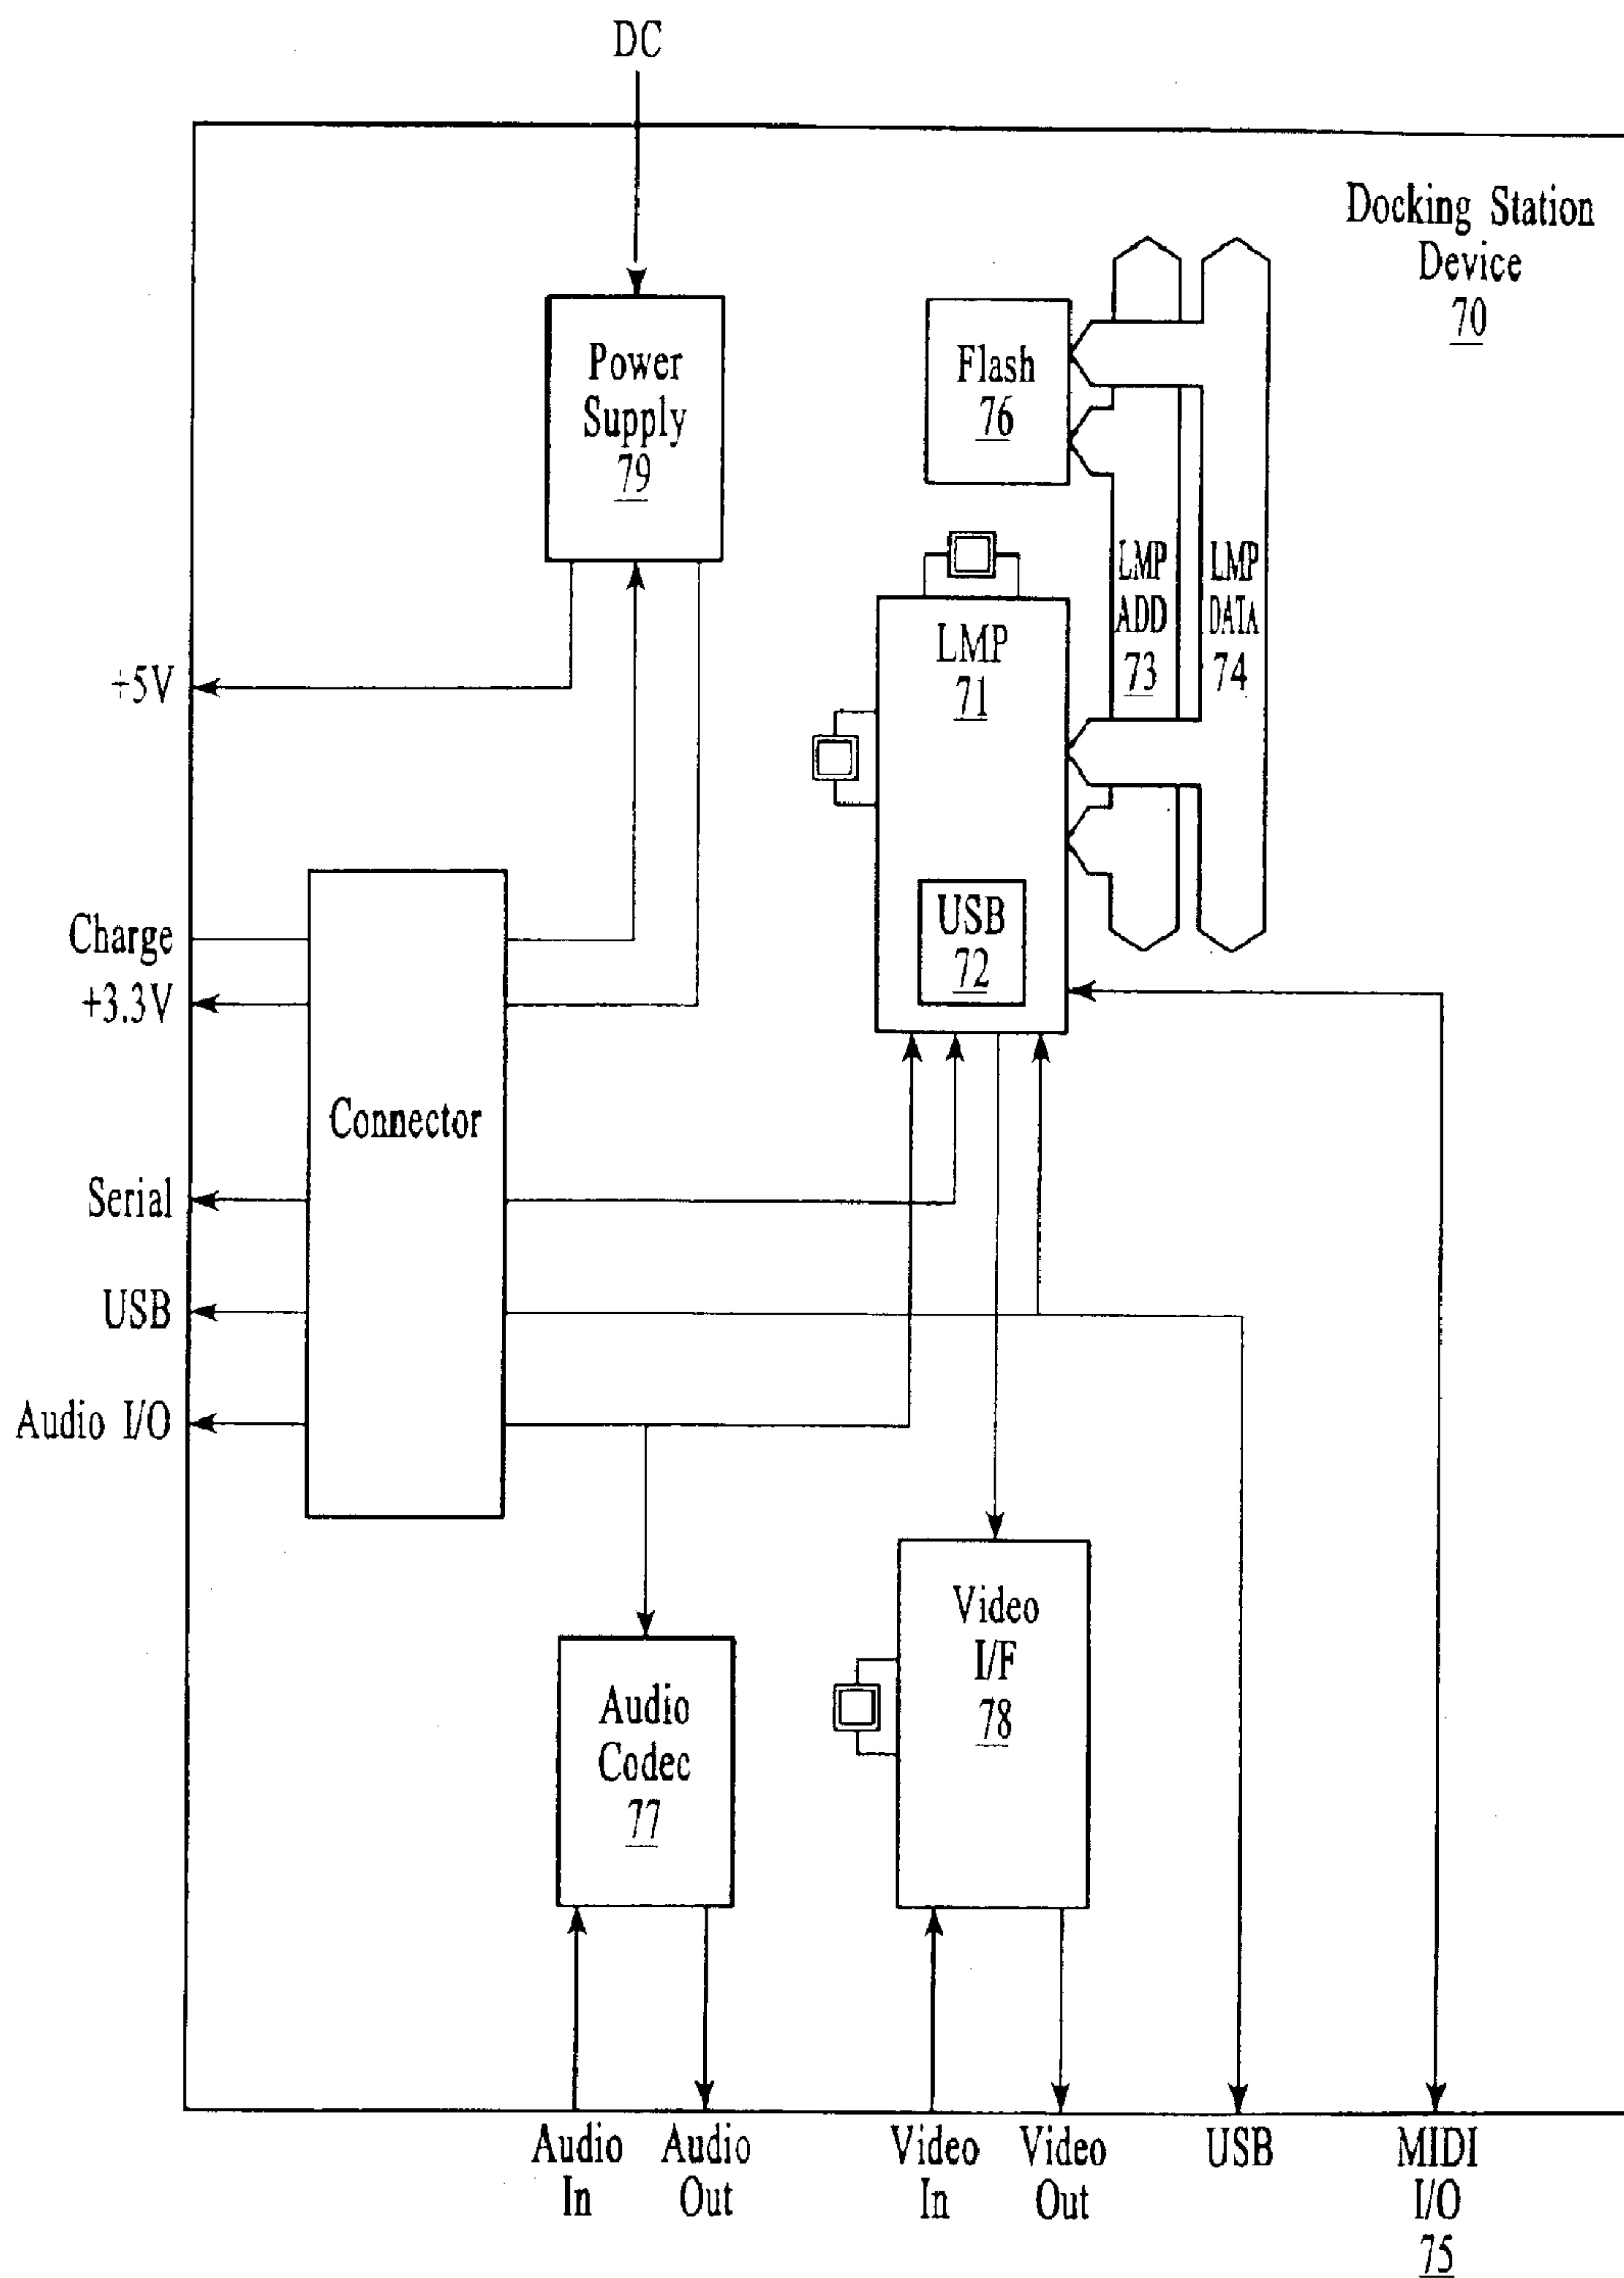 DC
Docking Station
Device
70
Power
Supply
79
Flash
76
LMP
ADD
73
LMP
DATA
74
LMP
71
USB
72
+5V
Charge
+3.3V
Connector
Serial
USB
Audio I/O
Video
I/F
78
Audio
Codec
77
Audio
In
Audio
Out
Video
In
Video
Out
USB
MIDI
I/O
75